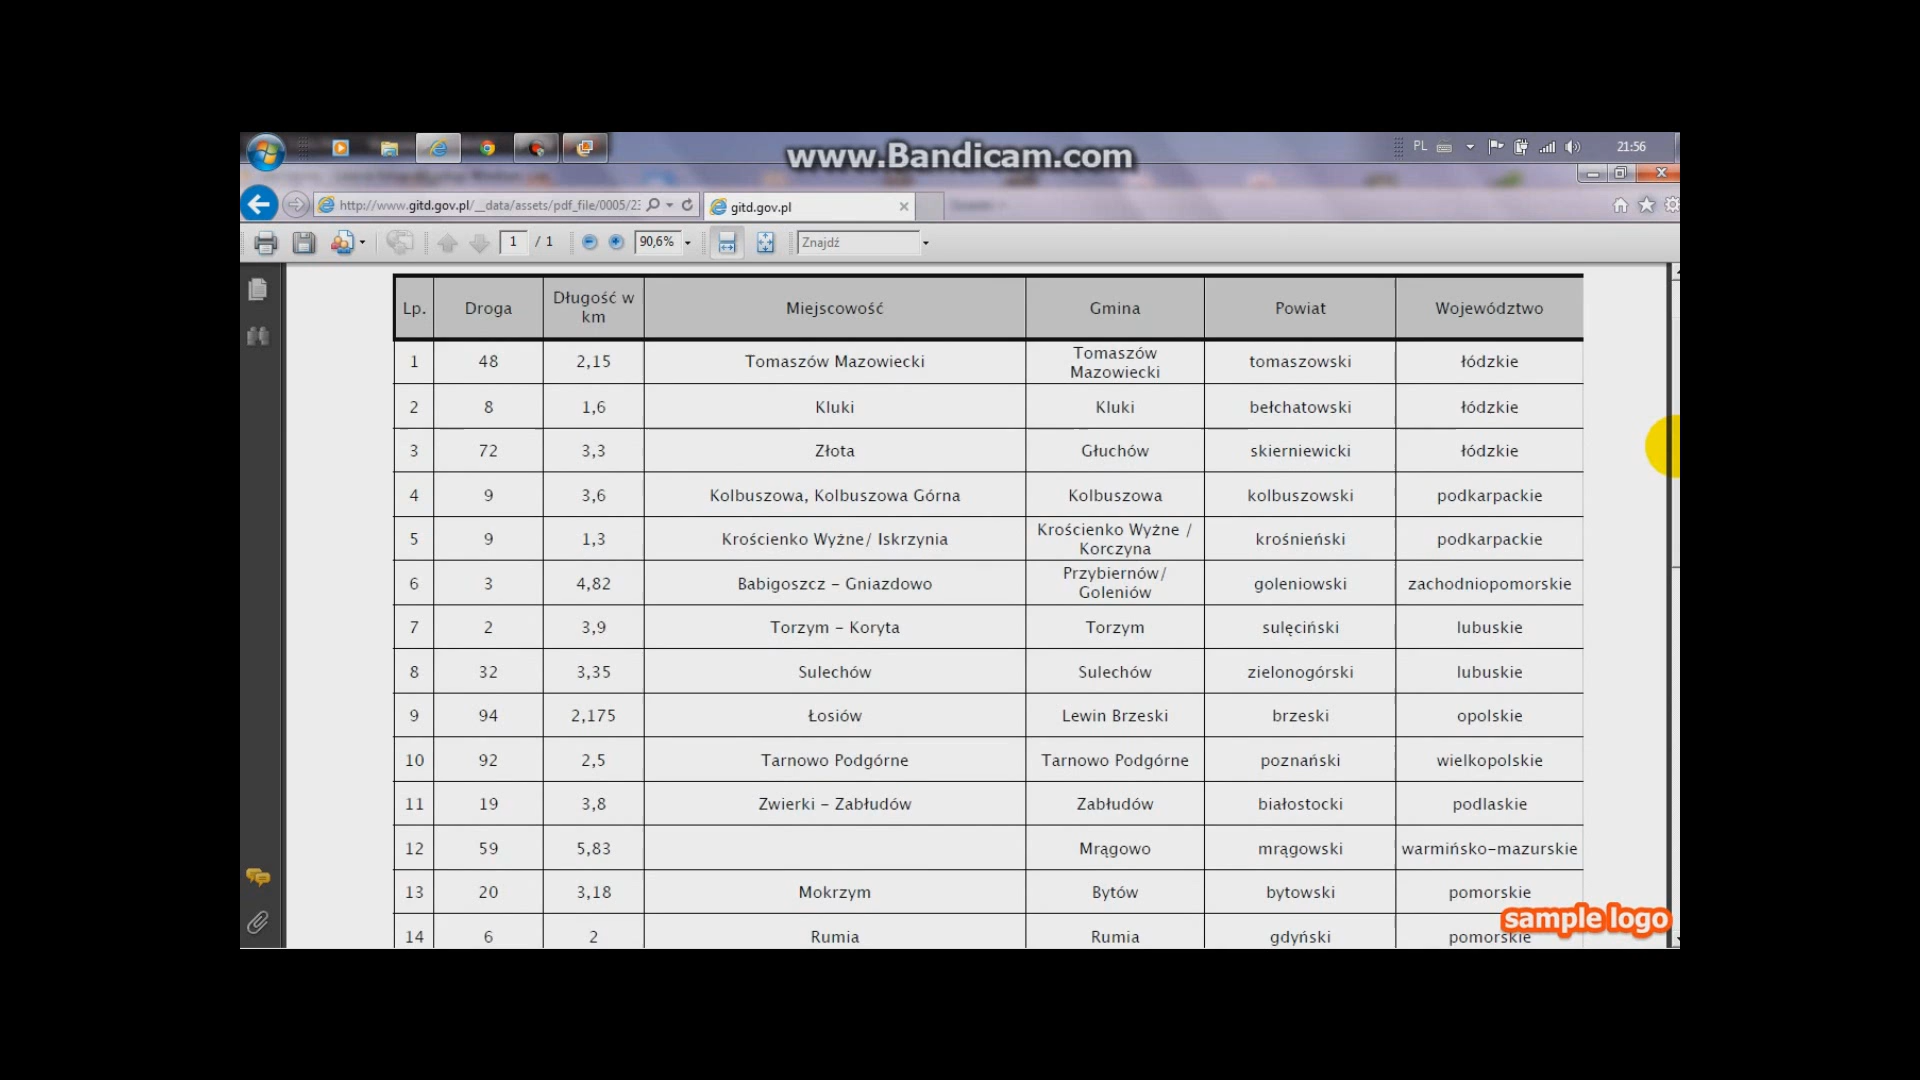 www.Bandicam.com
PL 21:56
http://www.gitd.gov.pl/__data/assets/pdf_file/0005/23 gitd.gov.pl
1 / 1 90,6% Znajdź
Lp. Droga Długość w km Miejscowość Gmina Powiat Województwo
1 48 2,15 Tomaszów Mazowiecki Tomaszów Mazowiecki tomaszowski łódzkie
2 8 1,6 Kluki Kluki bełchatowski łódzkie
3 72 3,3 Złota Głuchów skierniewicki łódzkie
4 9 3,6 Kolbuszowa, Kolbuszowa Górna Kolbuszowa kolbuszowski podkarpackie
5 9 1,3 Krościenko Wyżne/ Iskrzynia Krościenko Wyżne / Korczyna krośnieński podkarpackie
6 3 4,82 Babigoszcz – Gniazdowo Przybiernów/ Goleniów goleniowski zachodniopomorskie
7 2 3,9 Torzym – Koryta Torzym sulęciński lubuskie
8 32 3,35 Sulechów Sulechów zielonogórski lubuskie
9 94 2,175 Łosiów Lewin Brzeski brzeski opolskie
10 92 2,5 Tarnowo Podgórne Tarnowo Podgórne poznański wielkopolskie
11 19 3,8 Zwierki – Zabłudów Zabłudów białostocki podlaskie
12 59 5,83 Mrągowo mrągowski warmińsko-mazurskie
13 20 3,18 Mokrzym Bytów bytowski pomorskie
14 6 2 Rumia Rumia gdyński pomorskie
sample logo